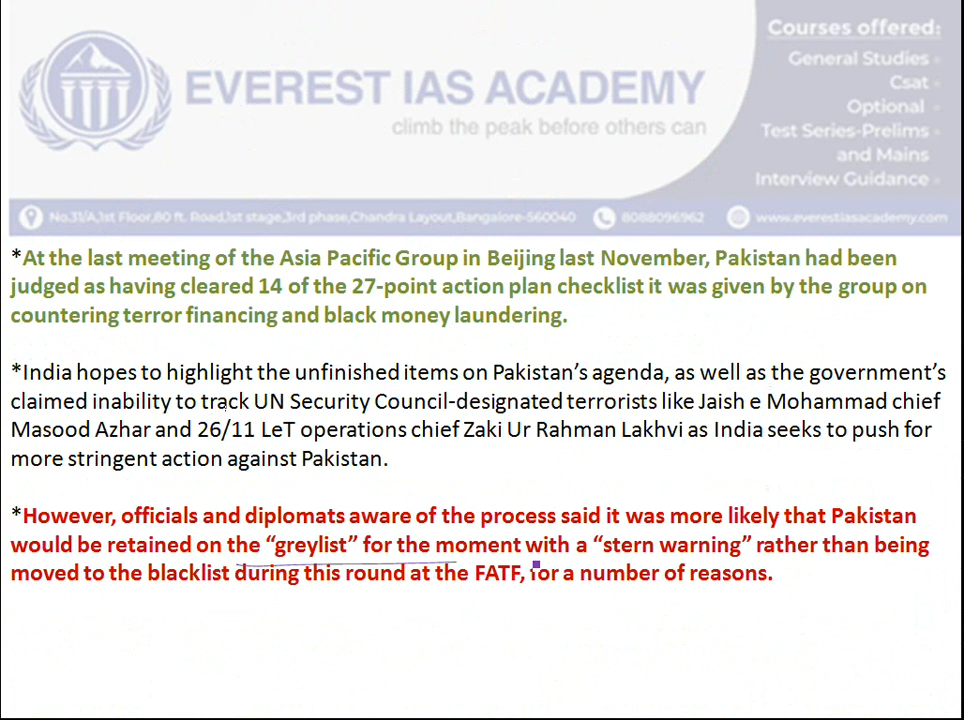 EVEREST IAS ACADEMY
climb the peak before others can
Courses offered:
General Studies
Csat
Optional
Test Series-Prelims
and Mains
Interview Guidance
No.31/A,1st Floor,80 ft. Road,1st stage,3rd phase,Chandra Layout,Bangalore-560040
8088096962
www.everestiasacademy.com
*At the last meeting of the Asia Pacific Group in Beijing last November, Pakistan had been
judged as having cleared 14 of the 27-point action plan checklist it was given by the group on
countering terror financing and black money laundering.
*India hopes to highlight the unfinished items on Pakistan’s agenda, as well as the government’s
claimed inability to track UN Security Council-designated terrorists like Jaish e Mohammad chief
Masood Azhar and 26/11 LeT operations chief Zaki Ur Rahman Lakhvi as India seeks to push for
more stringent action against Pakistan.
*However, officials and diplomats aware of the process said it was more likely that Pakistan
would be retained on the “greylist” for the moment with a “stern warning” rather than being
moved to the blacklist during this round at the FATF, for a number of reasons.